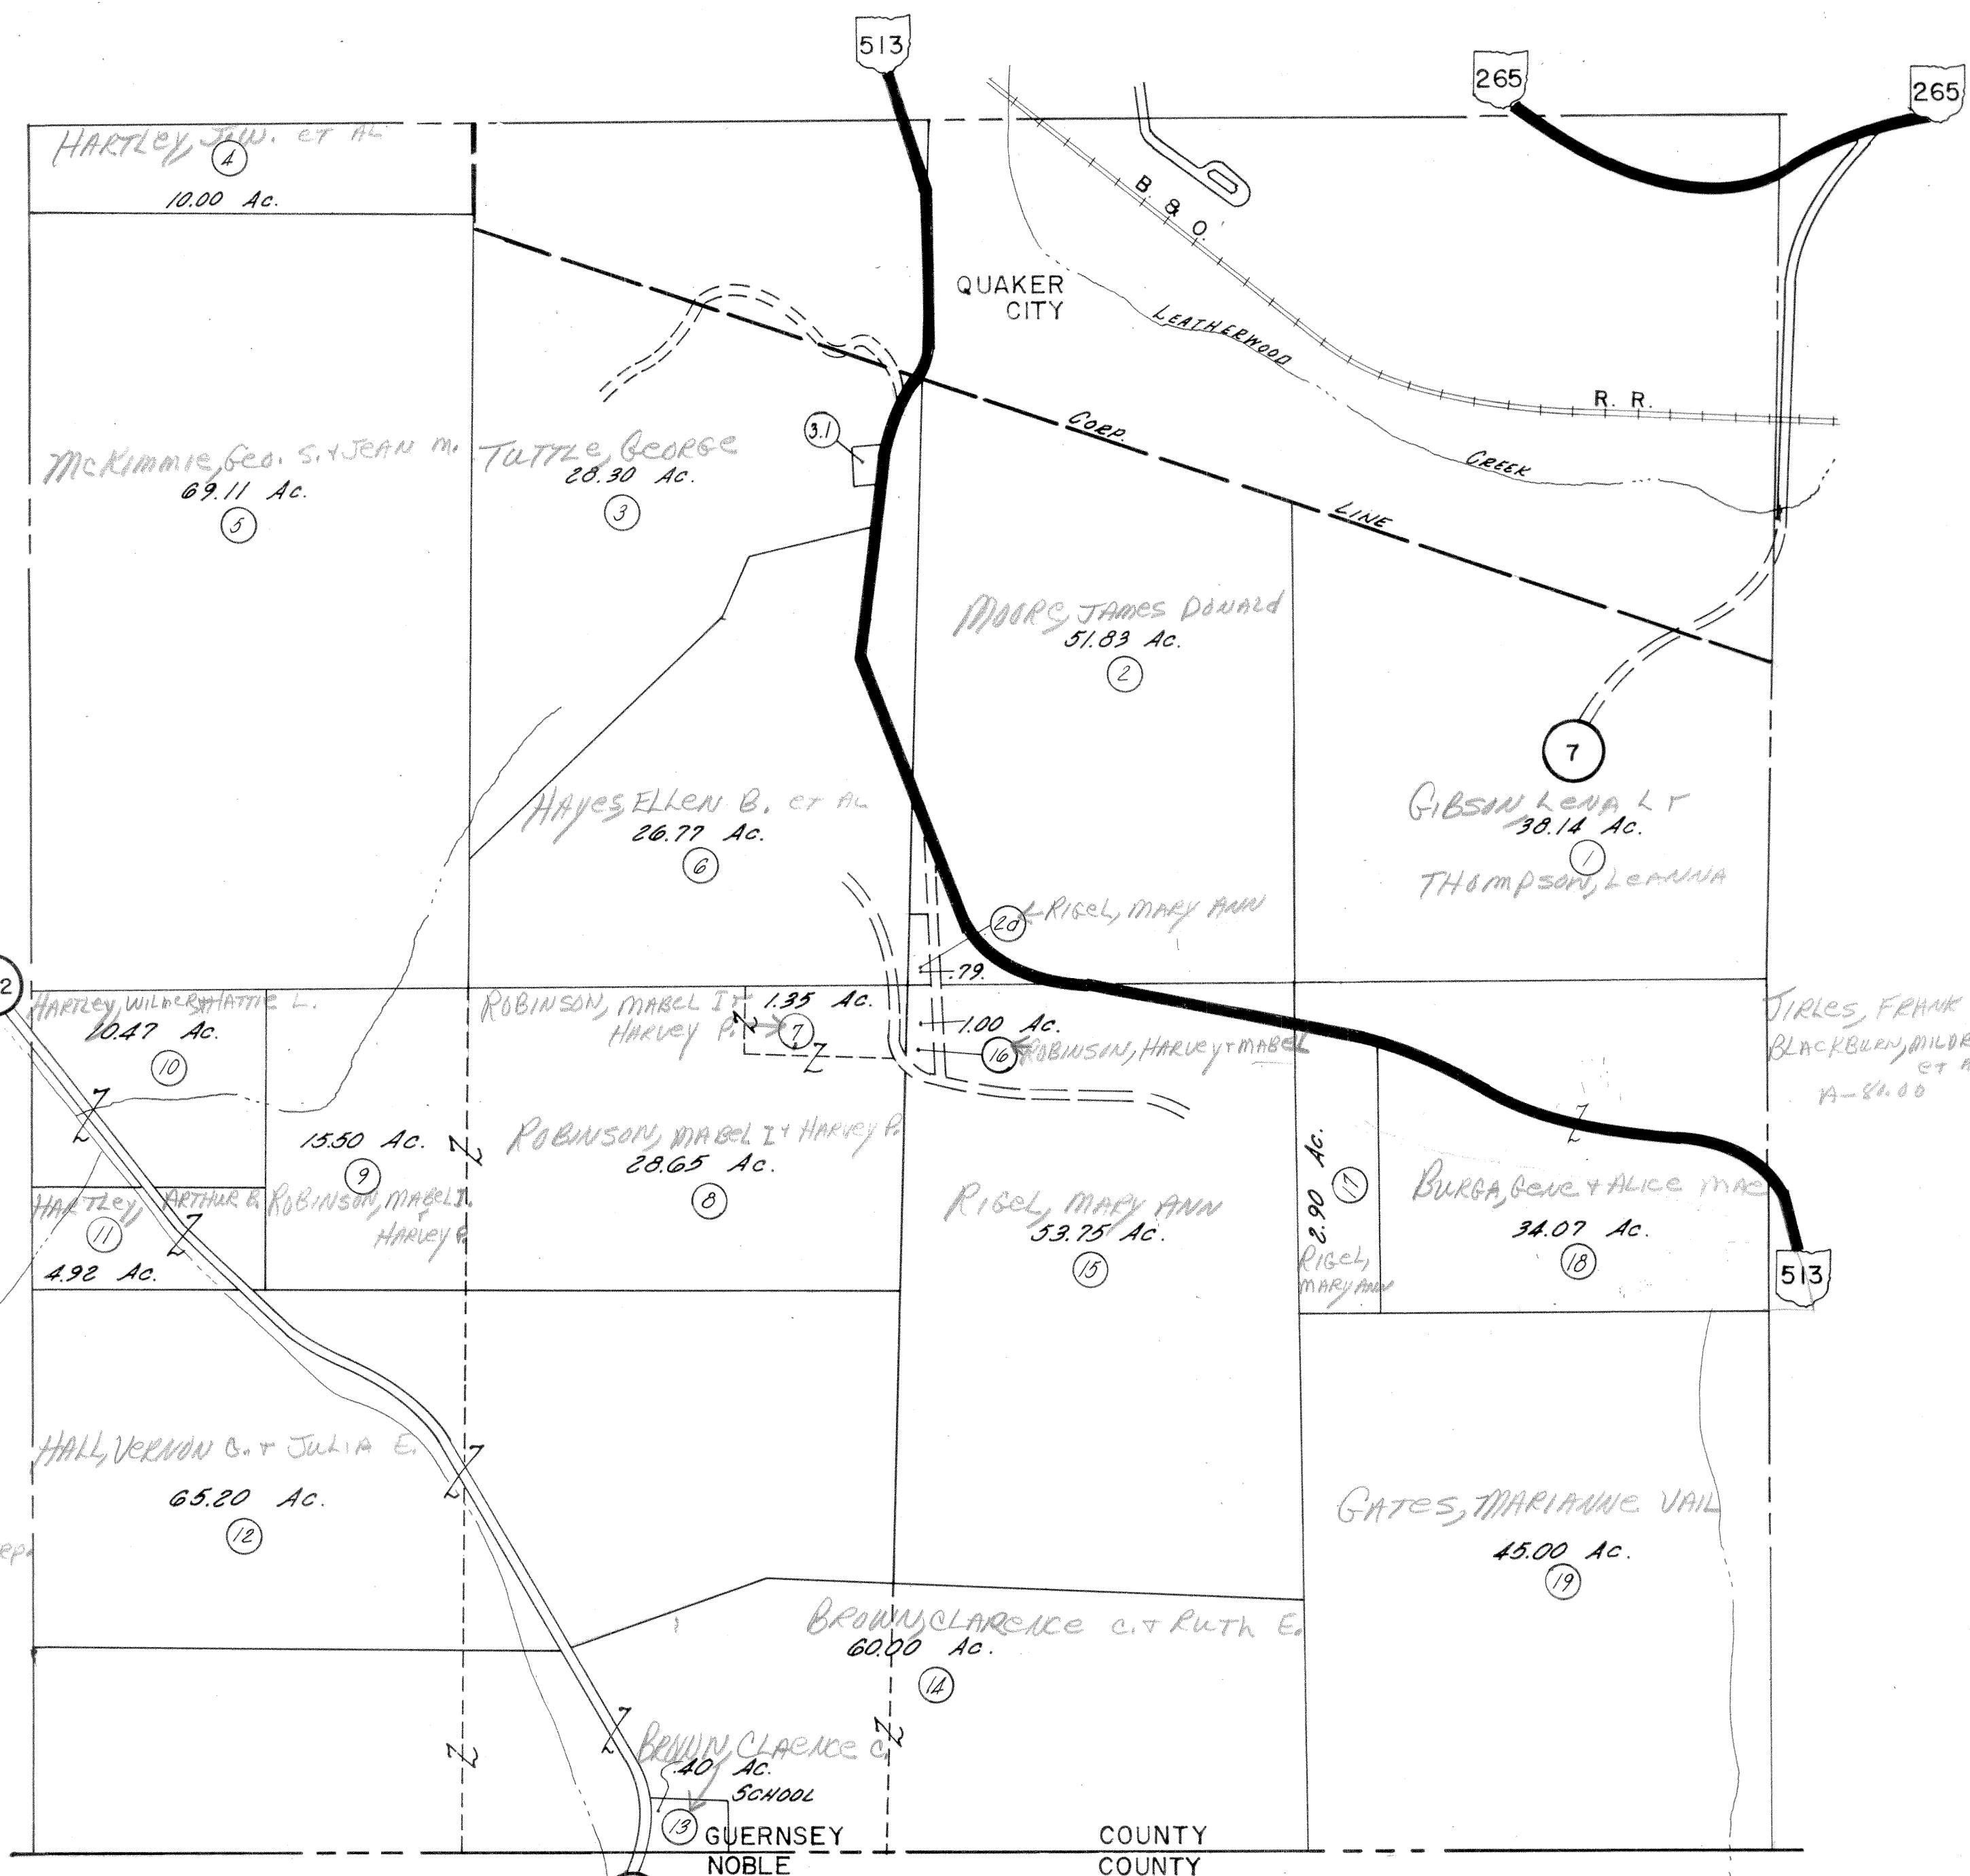 513
265
265
HARTLEY, J.W. ET AL
4
10.00 Ac.
B. & O.
QUAKER
CITY
LEATHERWOOD
R. R.
3.1
CORP.
CREEK
LINE
McKIMMIE, GEO. S. + JEAN M.
69.11 Ac.
5
TUTTLE, GEORGE
28.30 Ac.
3
MOORE, JAMES DONALD
51.83 Ac.
2
7
HAYES, ELLEN B. ET AL
26.77 Ac.
6
GIBSON, LENA L +
38.14 Ac.
1
THOMPSON, LEANNA
RIGEL, MARY ANN
.79
2
HARTLEY, WILMER + HATTIE L.
10
ROBINSON, MABEL I +
HARVEY P.
1.35 Ac.
7
1.00 Ac.
16
ROBINSON, HARVEY + MABEL
JIRLES, FRANK
BLACKBURN,
ET
A-80.00
15.50 Ac.
9
ROBINSON, MABEL I.
+
HARVEY P.
ROBINSON, MABEL I + HARVEY P.
28.65 Ac.
8
HARTLEY, ARTHUR B.
11
4.92 Ac.
RIGEL, MARY ANN
53.75 Ac.
15
2.90 Ac.
17
RIGEL,
MARY ANN
BURGA, GENE + ALICE MAE
34.07 Ac.
18
513
HALL, VERNON C. + JULIA E.
65.20 Ac.
12
GATES, MARIANNE VAIL
45.00 Ac.
19
BROWN, CLARENCE C. + RUTH E.
60.00 Ac.
14
BROWN, CLAENCE C.
.40 Ac.
SCHOOL
13
GUERNSEY COUNTY
NOBLE COUNTY